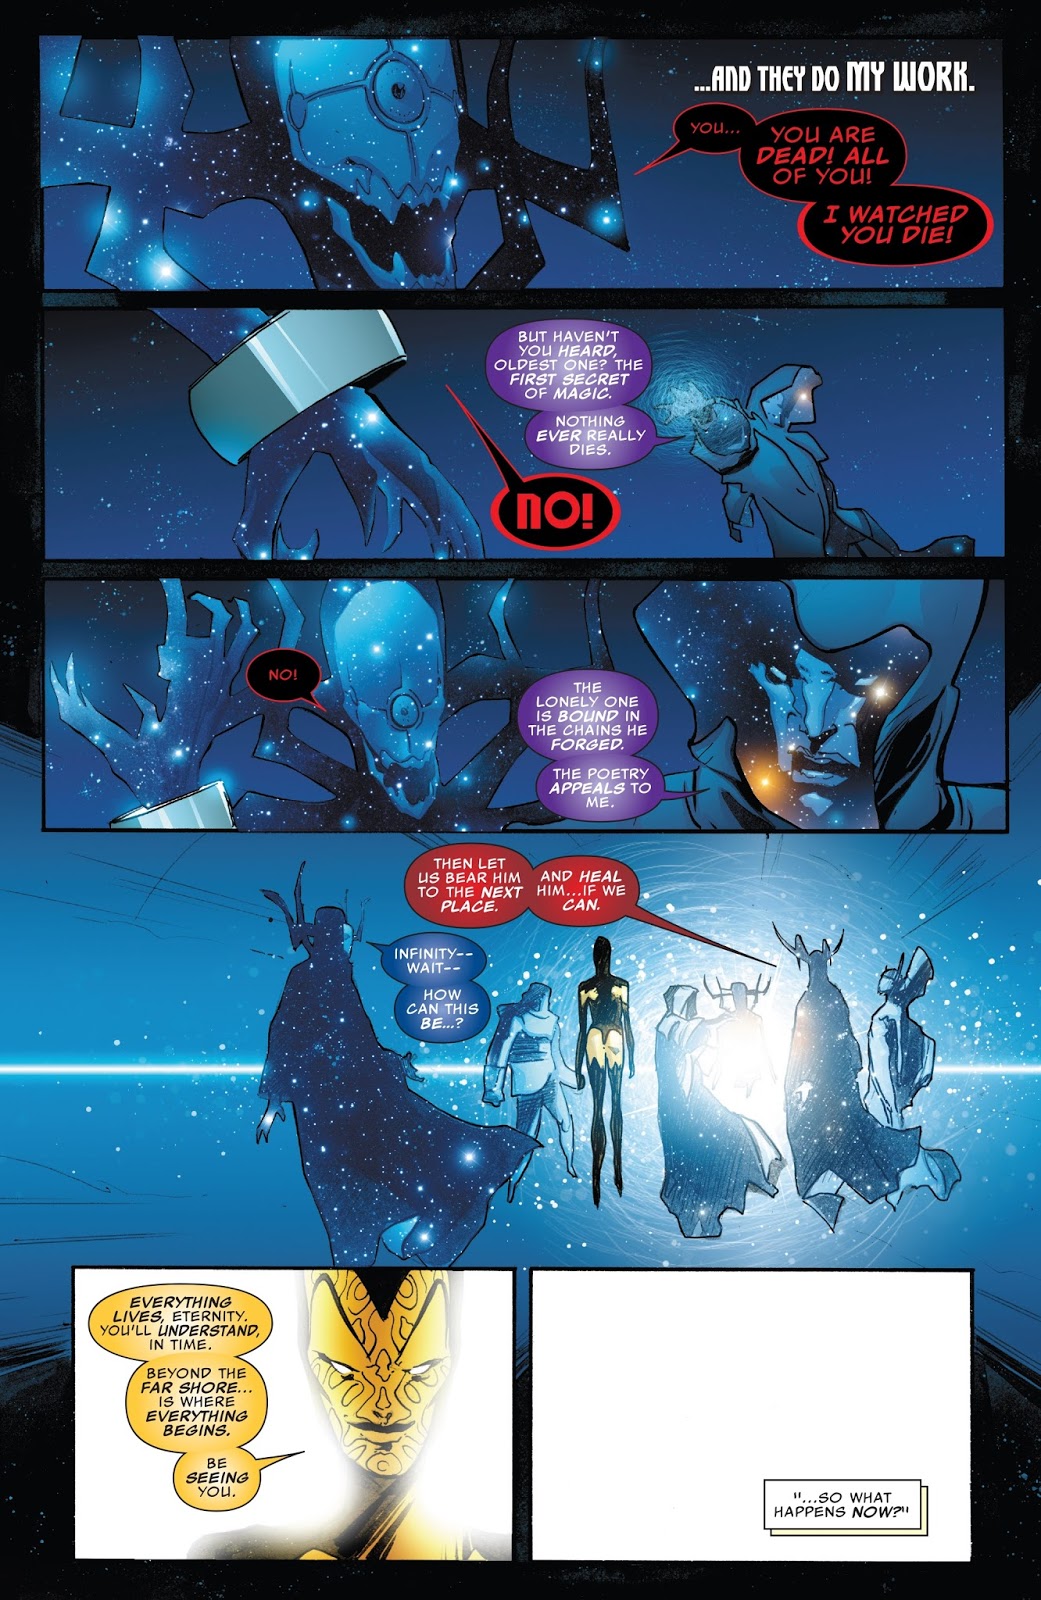 ...AND THEY DO MY WORK.
YOU...
YOU ARE
DEAD! ALL
OF YOU!
I WATCHED
YOU DIE!
BUT HAVEN'T
YOU HEARD,
OLDEST ONE? THE
FIRST SECRET
OF MAGIC.
NOTHING
EVER REALLY
DIES.
NO!
NO!
THE
LONELY ONE
IS BOUND IN
THE CHAINS HE
FORGED.
THE POETRY
APPEALS TO
ME.
THEN LET
US BEAR HIM
TO THE NEXT
PLACE.
AND HEAL
HIM...IF WE
CAN.
INFINITY--
WAIT--
HOW
CAN THIS
BE...?
EVERYTHING
LIVES, ETERNITY.
YOU'LL UNDERSTAND,
IN TIME.
BEYOND THE
FAR SHORE...
IS WHERE
EVERYTHING
BEGINS.
BE
SEEING
YOU.
"...SO WHAT
HAPPENS NOW?"